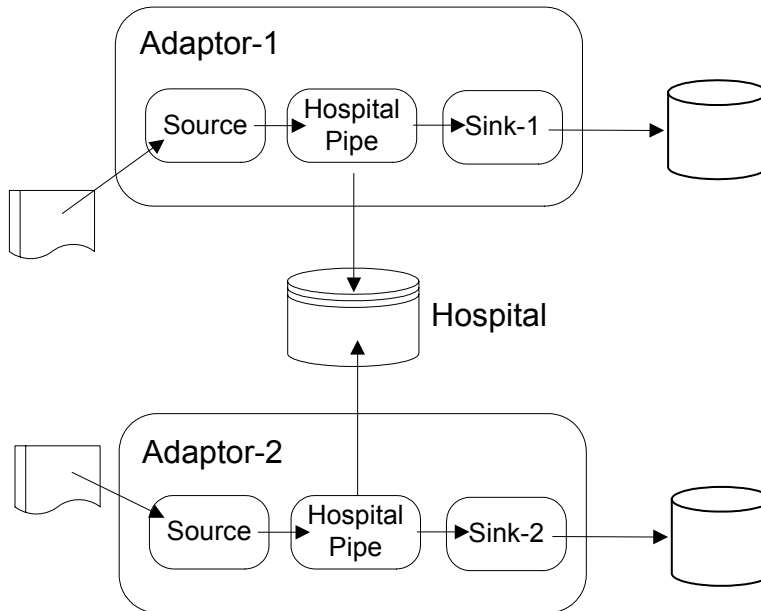 Adaptor-1
Source
Hospital
Pipe
Sink-1
Hospital
Adaptor-2
Source
Hospital
Pipe
Sink-2